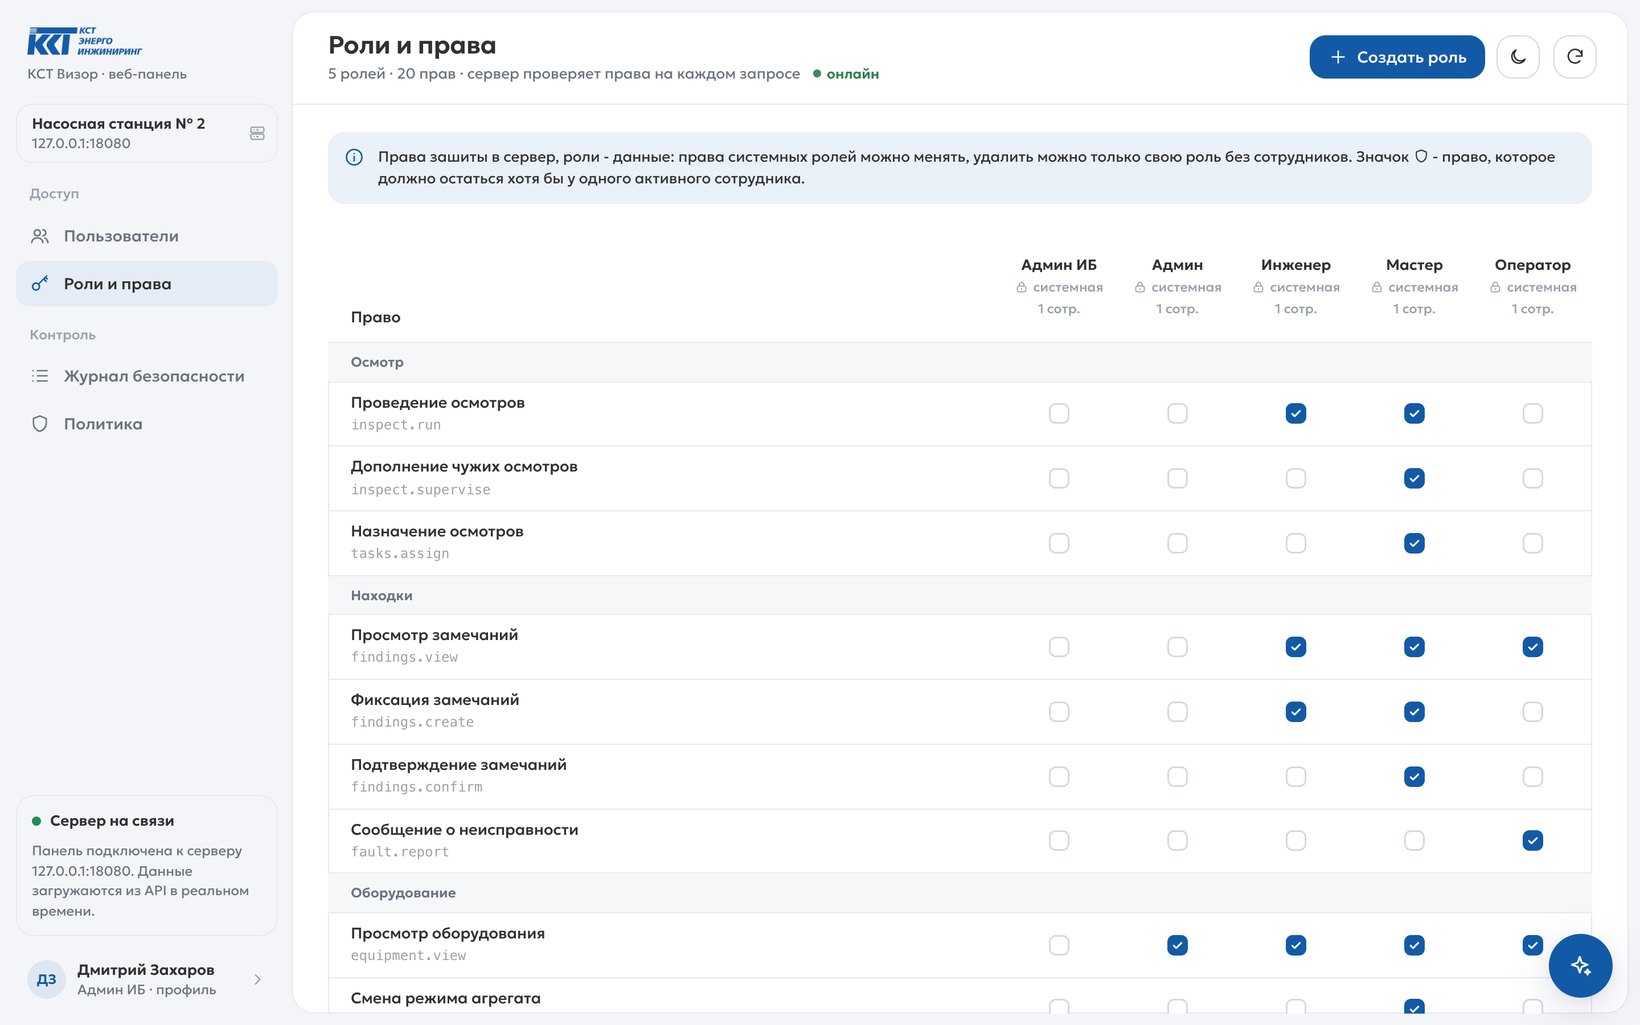 ККТ КСТ
ЭНЕРГО
ИНЖИНИРИНГ
КСТ Визор · веб-панель
Насосная станция № 2
127.0.0.1:18080
Доступ
Пользователи
Роли и права
Контроль
Журнал безопасности
Политика
Сервер на связи
Панель подключена к серверу
127.0.0.1:18080. Данные
загружаются из API в реальном
времени.
ДЗ
Дмитрий Захаров
Админ ИБ · профиль
Роли и права
5 ролей · 20 прав · сервер проверяет права на каждом запросе
онлайн
Создать роль
Права зашиты в сервер, роли - данные: права системных ролей можно менять, удалить можно только свою роль без сотрудников. Значок - право, которое
должно остаться хотя бы у одного активного сотрудника.
Право
Админ ИБ
системная
1 сотр.
Админ
системная
1 сотр.
Инженер
системная
1 сотр.
Мастер
системная
1 сотр.
Оператор
системная
1 сотр.
Осмотр
Проведение осмотров
inspect.run
Дополнение чужих осмотров
inspect.supervise
Назначение осмотров
tasks.assign
Находки
Просмотр замечаний
findings.view
Фиксация замечаний
findings.create
Подтверждение замечаний
findings.confirm
Сообщение о неисправности
fault.report
Оборудование
Просмотр оборудования
equipment.view
Смена режима агрегата